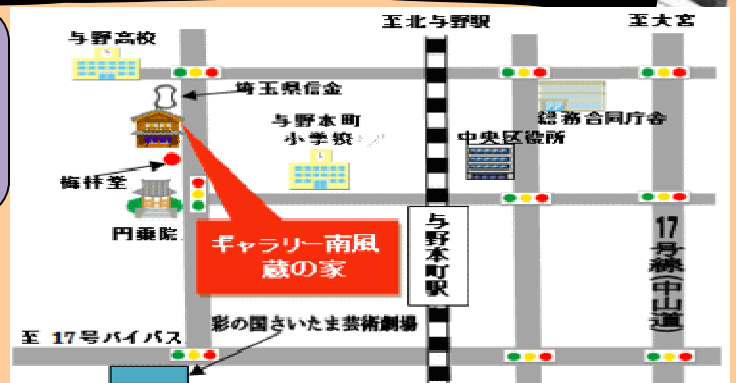 至北与野駅
至大宮
与野高校
埼玉県信金
与野本町
小学校
総務合同庁舎
中央区役所
梅林堂
円乗院
ギャラリー南風
蔵の家
与野本町駅
17号線(中山道)
彩の国さいたま芸術劇場
至 17号バイパス